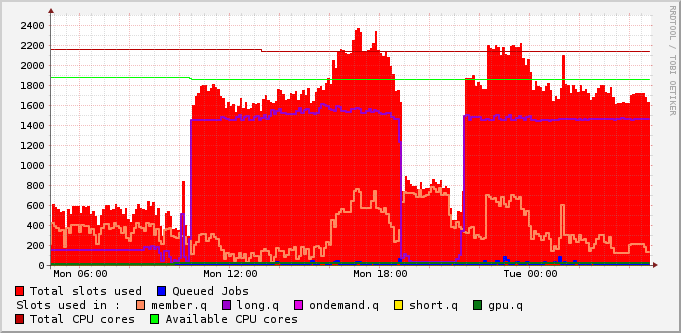 RRDTOOL / TOBI OETIKER
2400
2200
2000
1800
1600
1400
1200
1000
800
600
400
200
0
Mon 06:00 Mon 12:00 Mon 18:00 Tue 00:00
Total slots used Queued Jobs
Slots used in : member.q long.q ondemand.q short.q gpu.q
Total CPU cores Available CPU cores